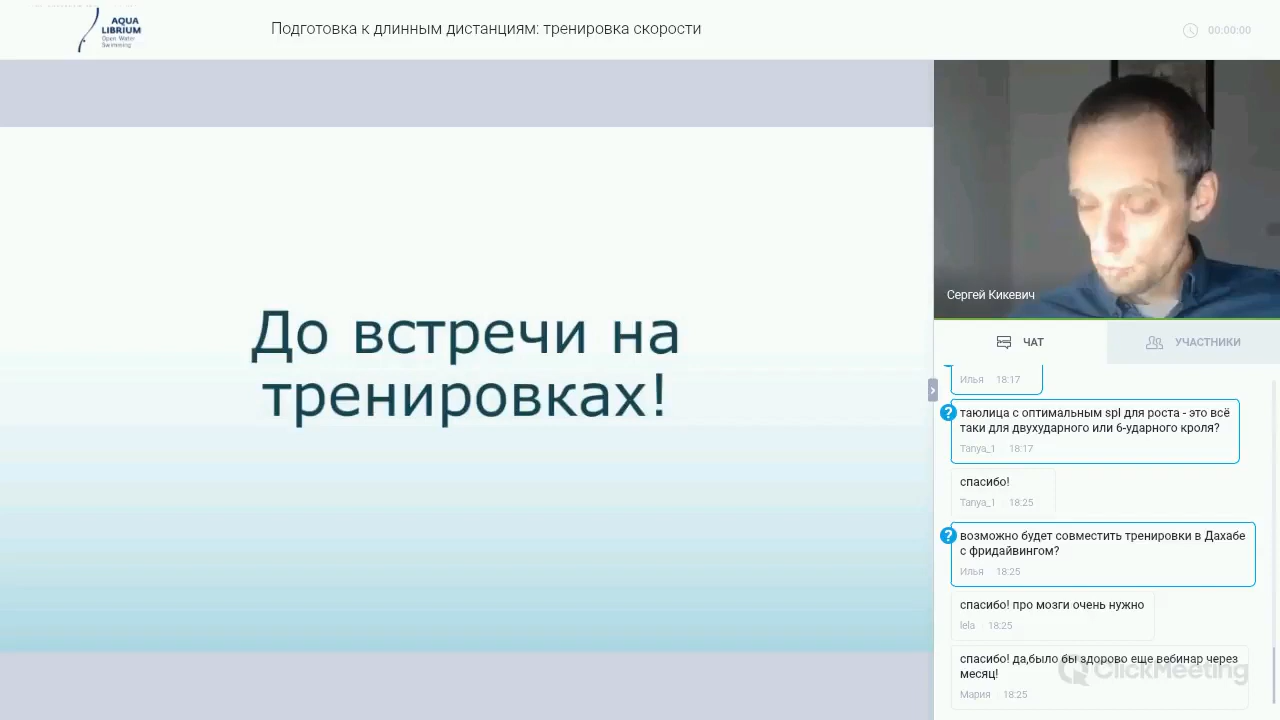 AQUA
LIBRIUM
Open Water
Swimming
Подготовка к длинным дистанциям: тренировка скорости
00:00:00
До встречи на
тренировках!
Сергей Кикевич
ЧАТ
УЧАСТНИКИ
Илья 18:17
?
таюлица с оптимальным spl для роста - это всё
таки для двухударного или 6-ударного кроля?
Tanya_1 18:17
спасибо!
Tanya_1 18:25
?
возможно будет совместить тренировки в Дахабе
с фридайвингом?
Илья 18:25
спасибо! про мозги очень нужно
lela 18:25
спасибо! да,было бы здорово еще вебинар через
месяц!
Мария 18:25
ClickMeeting